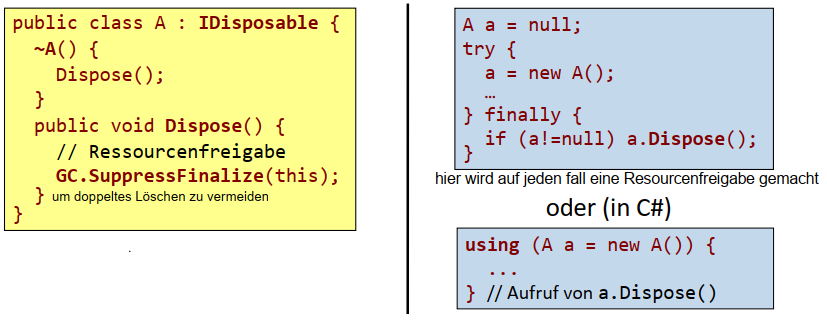 public class A : IDisposable {
~A() {
Dispose();
}
public void Dispose() {
// Ressourcenfreigabe
GC.SuppressFinalize(this);
} um doppeltes Löschen zu vermeiden
}
.
A a = null;
try {
a = new A();
…
} finally {
if (a!=null) a.Dispose();
}
hier wird auf jeden fall eine Resourcenfreigabe gemacht
oder (in C#)
using (A a = new A()) {
...
} // Aufruf von a.Dispose()